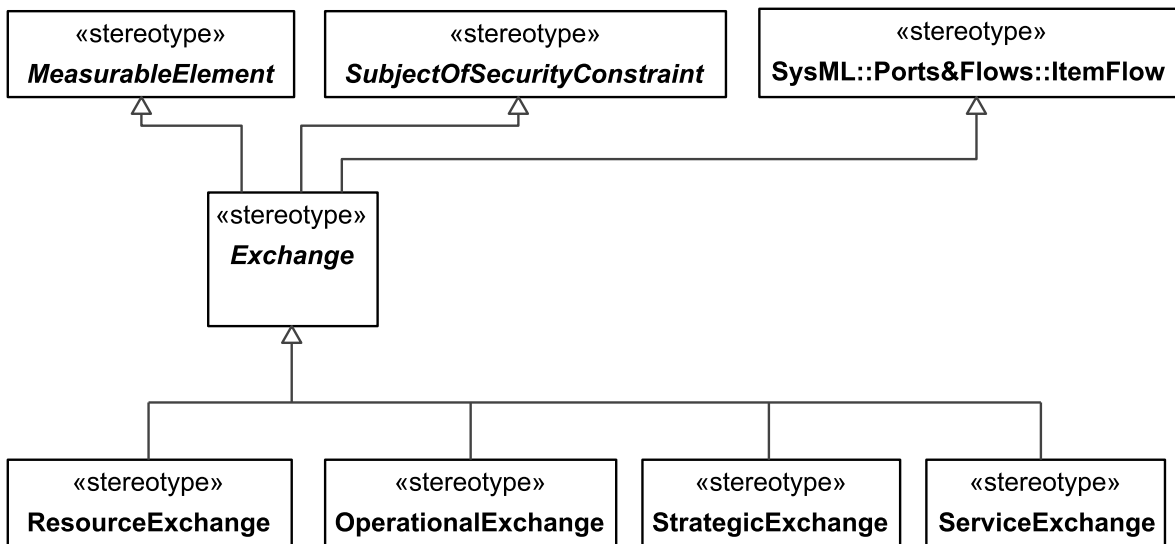 «stereotype»
MeasurableElement
«stereotype»
SubjectOfSecurityConstraint
«stereotype»
SysML::Ports&Flows::ItemFlow
«stereotype»
Exchange
«stereotype»
ResourceExchange
«stereotype»
OperationalExchange
«stereotype»
StrategicExchange
«stereotype»
ServiceExchange